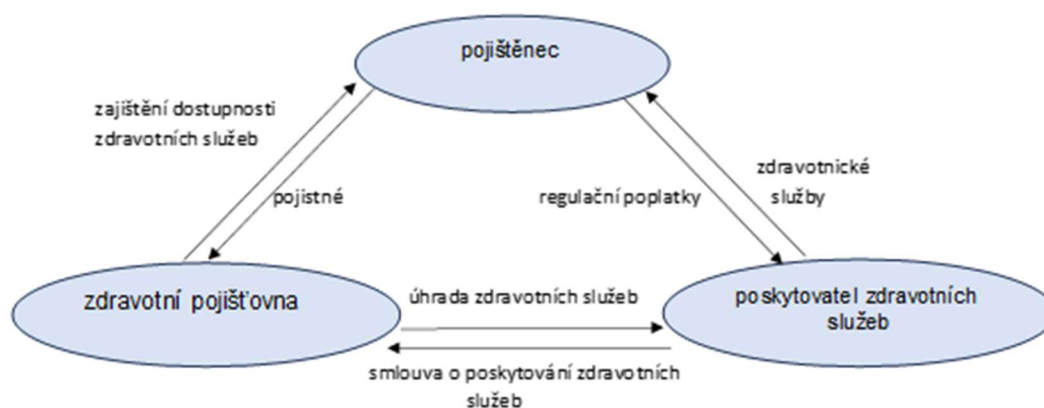 pojištěnec
zajištění dostupnosti
zdravotních služeb
pojistné
regulační poplatky
zdravotnické
služby
zdravotní pojišťovna
úhrada zdravotních služeb
poskytovatel zdravotních
služeb
smlouva o poskytování zdravotních
služeb